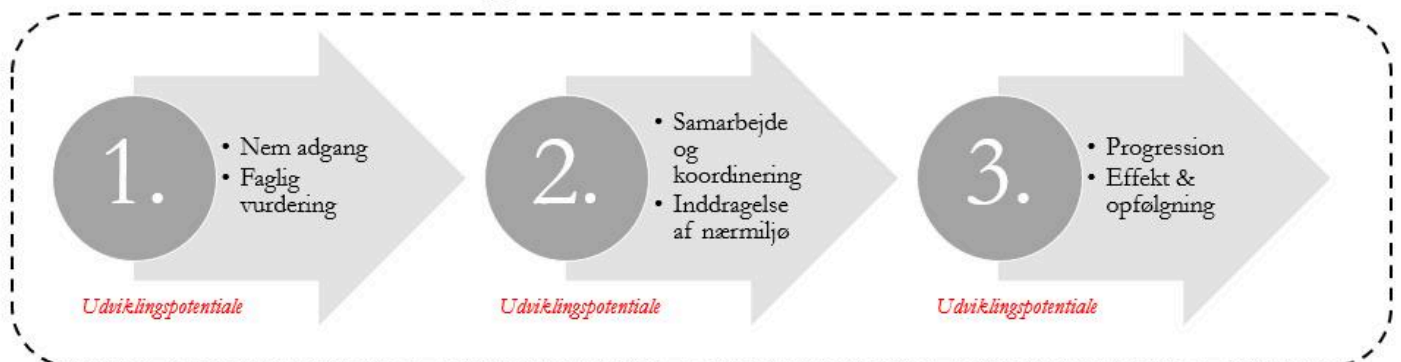 1.
• Nem adgang
• Faglig
vurdering
Udviklingspotentiale
2.
• Samarbejde
og
koordinering
• Inddragelse
af nærmiljø
Udviklingspotentiale
3.
• Progression
• Effekt &
opfølgning
Udviklingspotentiale